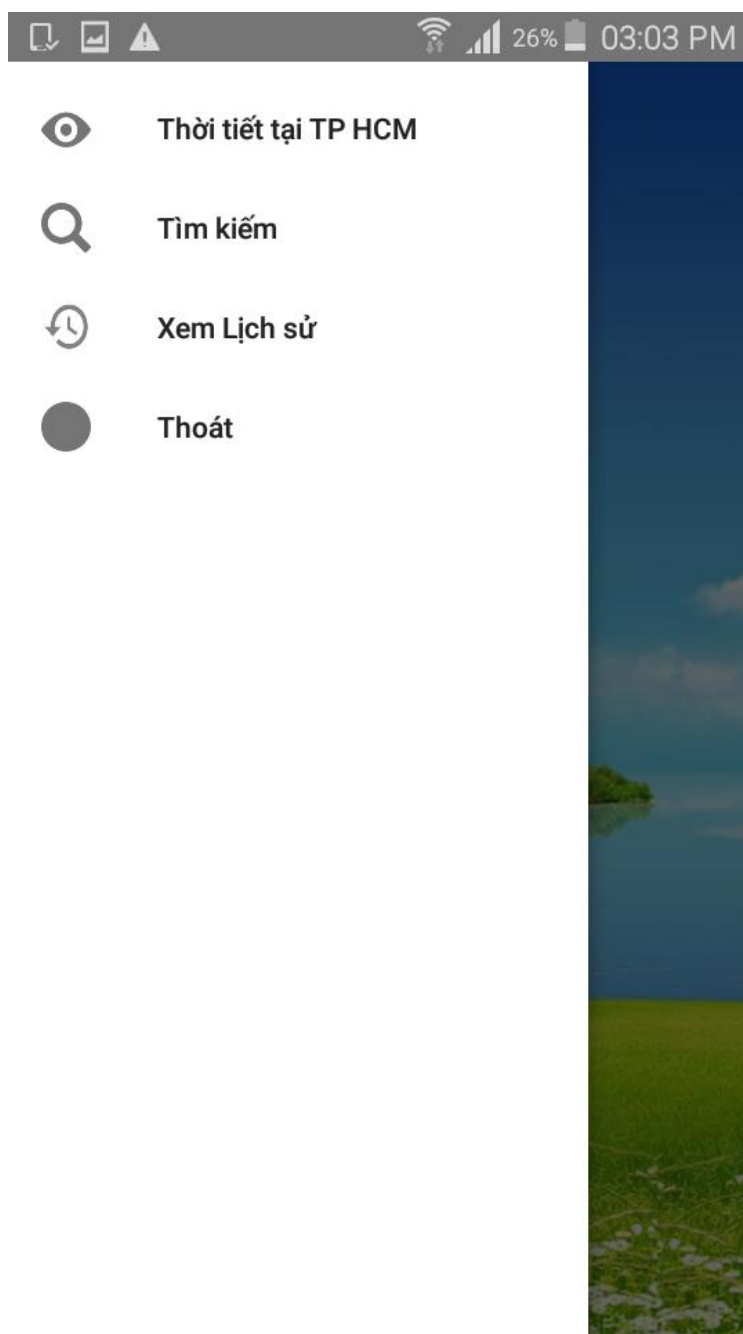 26% 03:03 PM
Thời tiết tại TP HCM
Tìm kiếm
Xem Lịch sử
Thoát